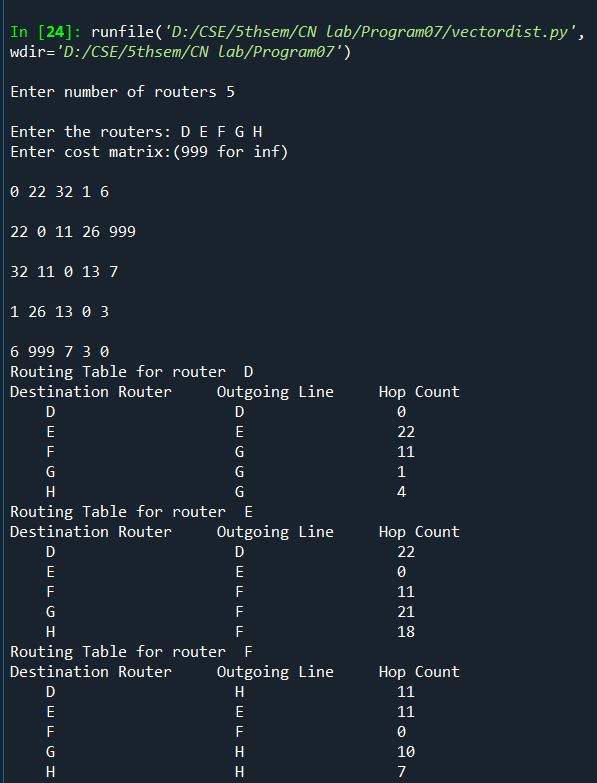 In [24]: runfile('D:/CSE/5thsem/CN lab/Program07/vectordist.py',
wdir='D:/CSE/5thsem/CN lab/Program07')
Enter number of routers 5
Enter the routers: D E F G H
Enter cost matrix:(999 for inf)
0 22 32 1 6
22 0 11 26 999
32 11 0 13 7
1 26 13 0 3
6 999 7 3 0
Routing Table for router  D
Destination Router     Outgoing Line     Hop Count
D     D     0
E     E     22
F     G     11
G     G     1
H     G     4
Routing Table for router  E
Destination Router     Outgoing Line     Hop Count
D     D     22
E     E     0
F     F     11
G     F     21
H     F     18
Routing Table for router  F
Destination Router     Outgoing Line     Hop Count
D     H     11
E     E     11
F     F     0
G     H     10
H     H     7